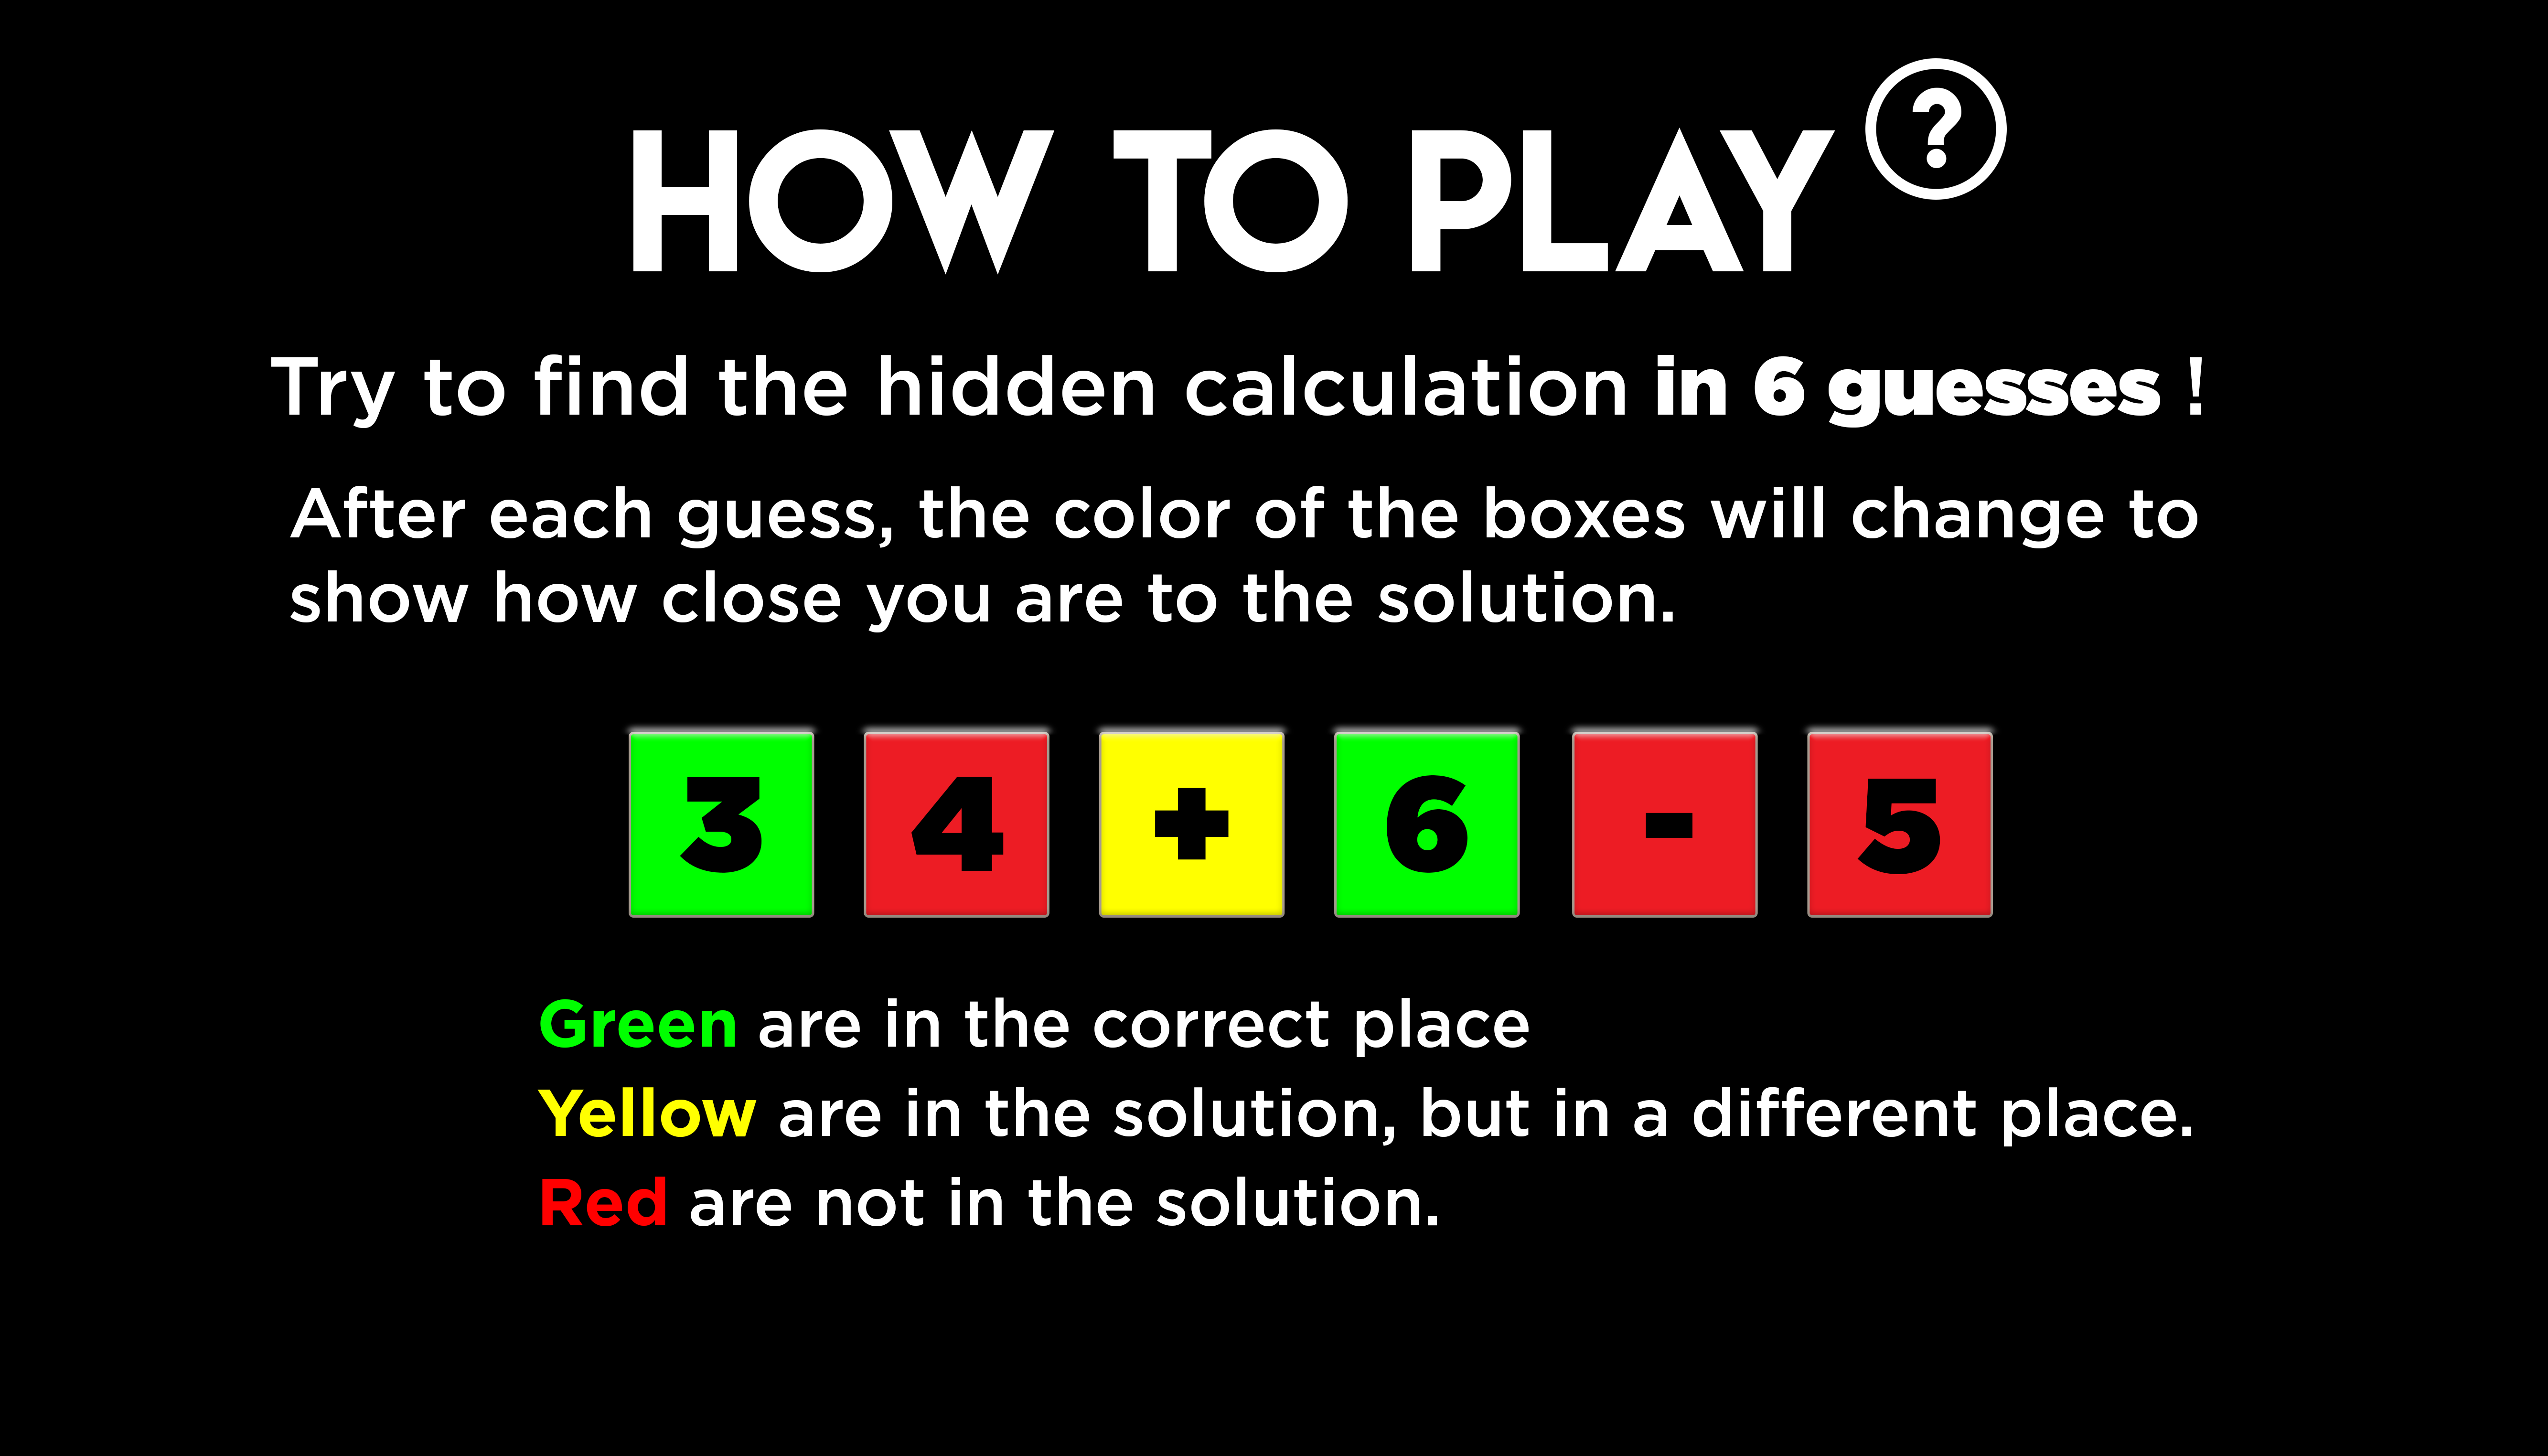 HOW TO PLAY ?
Try to find the hidden calculation in 6 guesses !
After each guess, the color of the boxes will change to
show how close you are to the solution.
3 4 + 6 - 5
Green are in the correct place
Yellow are in the solution, but in a different place.
Red are not in the solution.